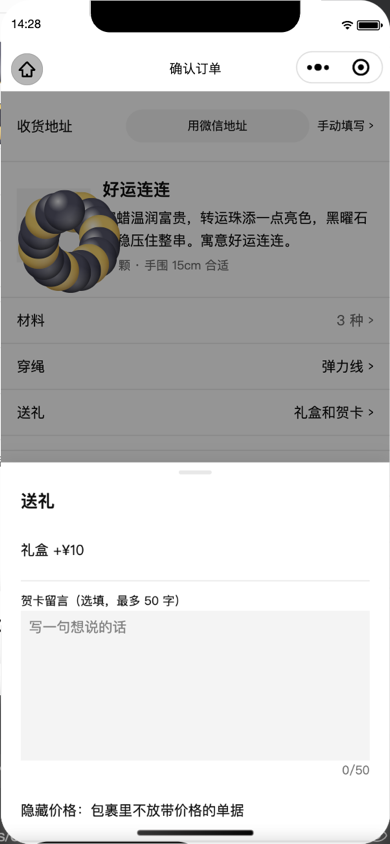 14:28
确认订单
收货地址
用微信地址
手动填写 >
好运连连
蜡温润富贵，转运珠添一点亮色，黑曜石
稳压住整串。寓意好运连连。
颗 · 手围 15cm 合适
材料
3 种 >
穿绳
弹力线 >
送礼
礼盒和贺卡 >
送礼
礼盒 +¥10
贺卡留言（选填，最多 50 字）
写一句想说的话
0/50
隐藏价格：包裹里不放带价格的单据